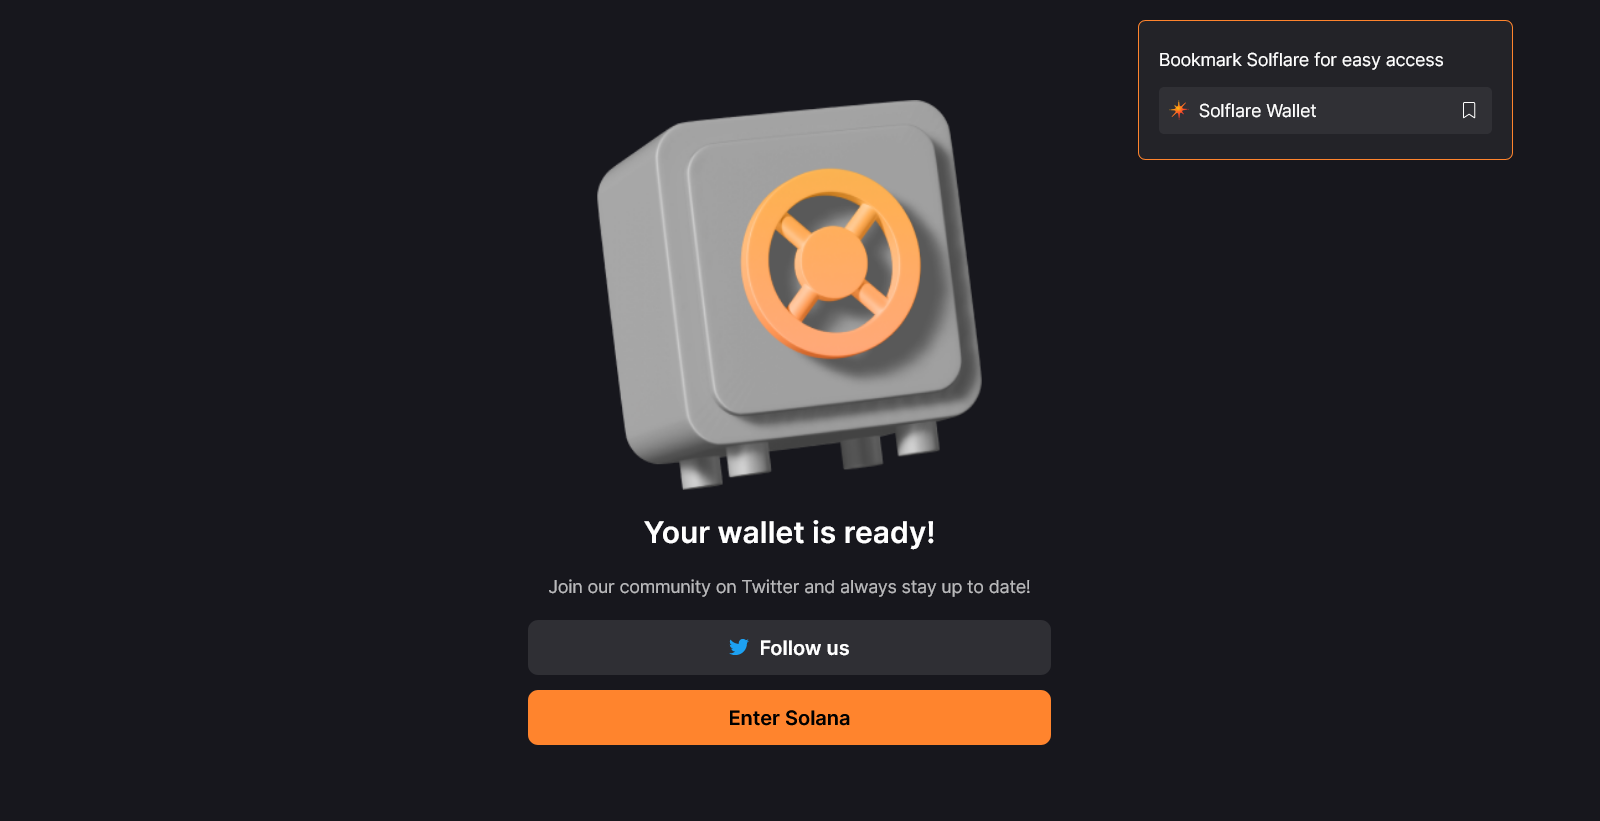 Bookmark Solflare for easy access
Solflare Wallet
Your wallet is ready!
Join our community on Twitter and always stay up to date!
Follow us
Enter Solana